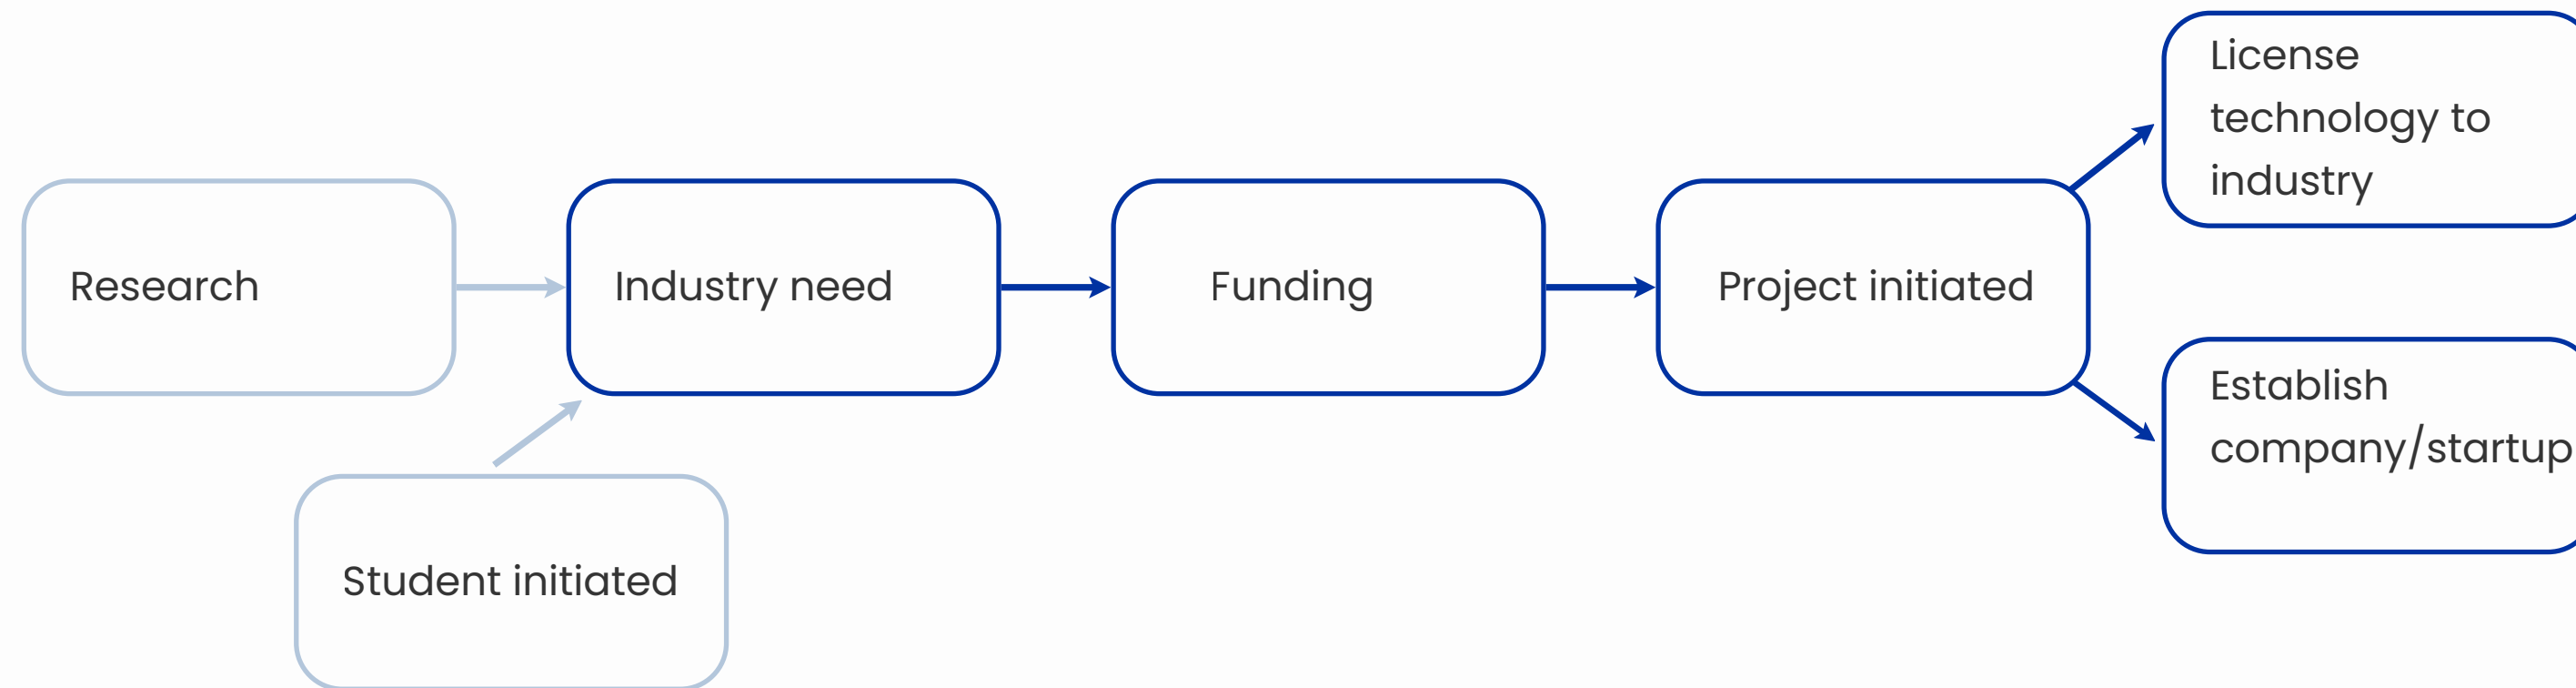 Research
Industry need
Funding
Project initiated
License
technology to
industry
Establish
company/startup
Student initiated